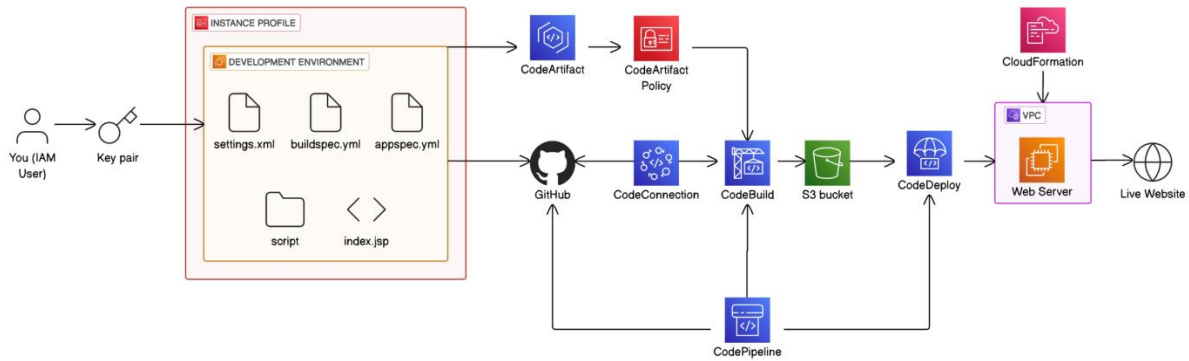 INSTANCE PROFILE
DEVELOPMENT ENVIRONMENT
settings.xml
buildspec.yml
appspec.yml
script
index.jsp
You (IAM
User)
Key pair
CodeArtifact
CodeArtifact
Policy
CloudFormation
VPC
GitHub
CodeConnection
CodeBuild
S3 bucket
CodeDeploy
Web Server
Live Website
CodePipeline